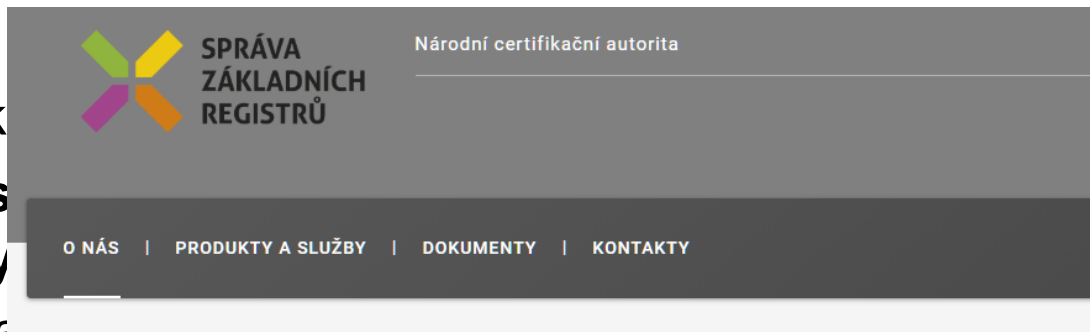 SPRÁVA
ZÁKLADNÍCH
REGISTRŮ
Národní certifikační autorita
O NÁS | PRODUKTY A SLUŽBY | DOKUMENTY | KONTAKTY